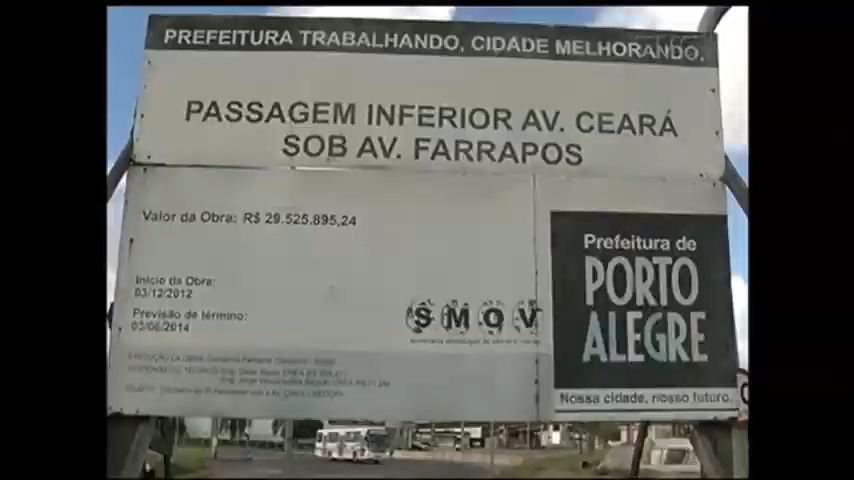 PREFEITURA TRABALHANDO, CIDADE MELHORANDO.
PASSAGEM INFERIOR AV. CEARÁ
SOB AV. FARRAPOS
Valor da Obra: R$ 29.525.895,24
Início da Obra:
03/12/2012
Previsão de término:
03/06/2014
SMOV
Prefeitura de
PORTO
ALEGRE
Nossa cidade, nosso futuro.